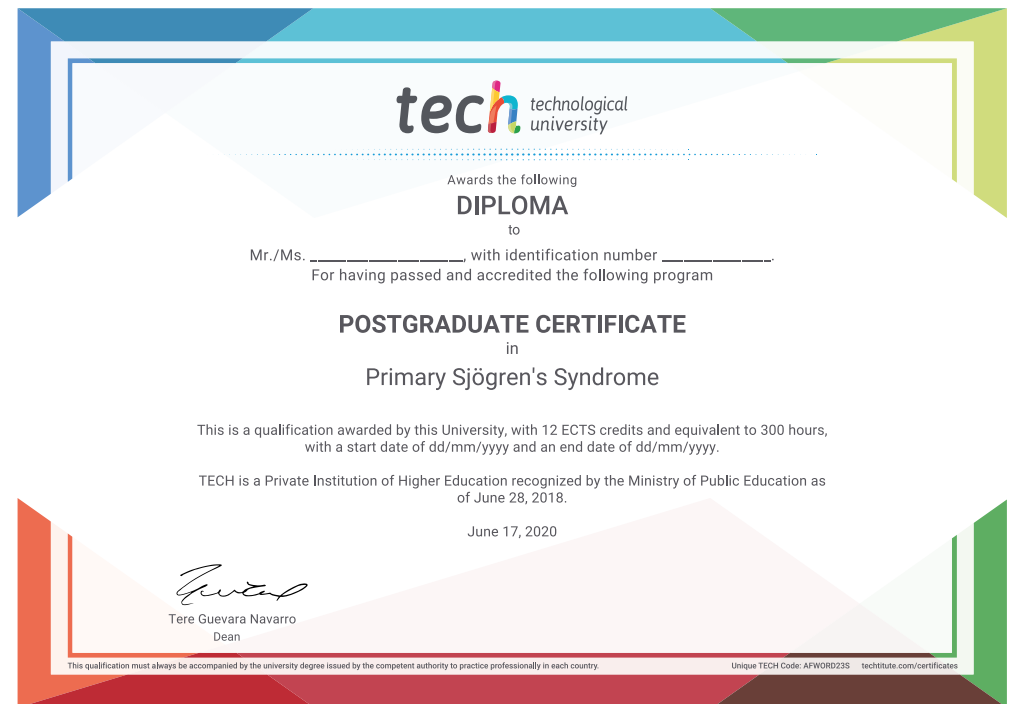 tech technological
university
Awards the following
DIPLOMA
to
Mr./Ms. ____________________, with identification number ______________.
For having passed and accredited the following program
POSTGRADUATE CERTIFICATE
in
Primary Sjögren's Syndrome
This is a qualification awarded by this University, with 12 ECTS credits and equivalent to 300 hours,
with a start date of dd/mm/yyyy and an end date of dd/mm/yyyy.
TECH is a Private Institution of Higher Education recognized by the Ministry of Public Education as
of June 28, 2018.
June 17, 2020
Tere Guevara Navarro
Dean
This qualification must always be accompanied by the university degree issued by the competent authority to practice professionally in each country.
Unique TECH Code: AFWORD23S techtitute.com/certificates